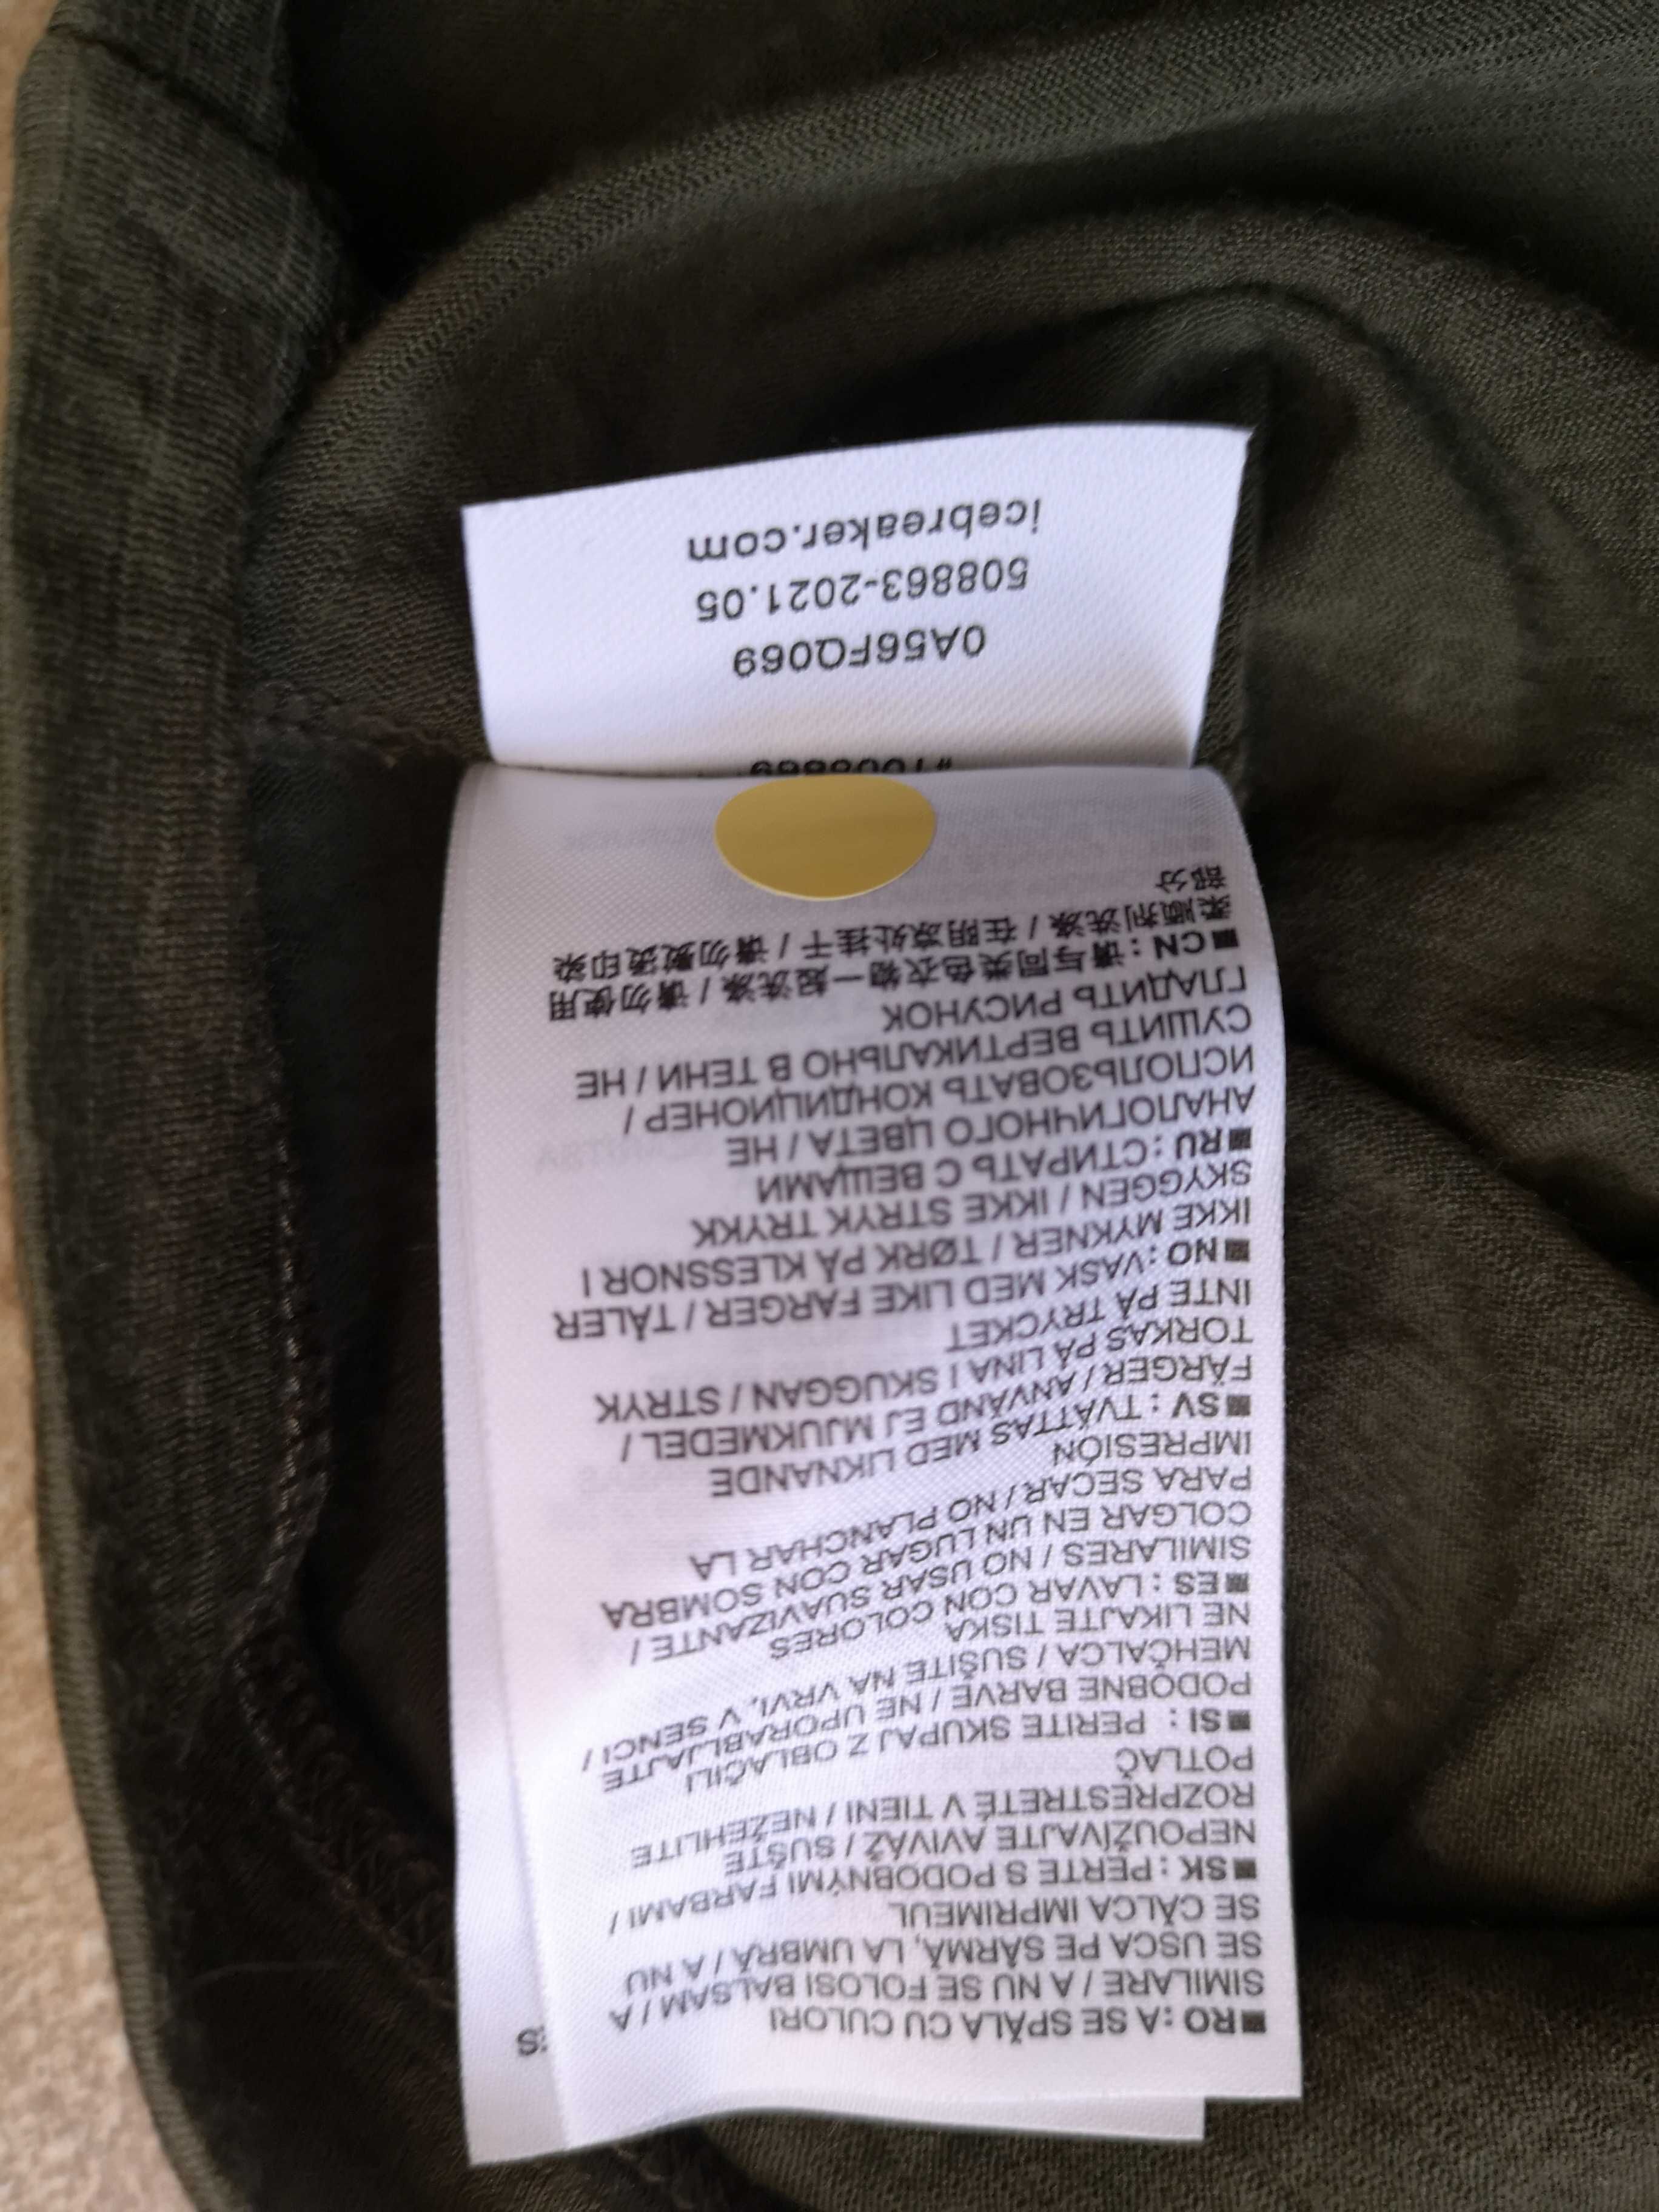 ■RO : A SE SPĂLA CU CULORI
SIMILARE / A NU SE FOLOSI BALSAM / A
SE USCA PE SÂRMĂ, LA UMBRĂ / A NU
SE CĂLCA IMPRIMEUL
■SK : PERTE S PODOBNÝMI FARBAMI /
NEPOUŽÍVAJTE AVIVÁŽ / SUŠTE
ROZPRESTRETÉ V TIENI / NEŽEHLITE
POTLAČ
■SI : PERITE SKUPAJ Z OBLAČILI
PODOBNE BARVE / NE UPORABLJAJTE
MEHČALCA / SUŠITE NA VRVI, V SENCI /
NE LIKAJTE TISKA
■ES : LAVAR CON COLORES
SIMILARES / NO USAR SUAVIZANTE /
COLGAR EN UN LUGAR CON SOMBRA
PARA SECAR / NO PLANCHAR LA
IMPRESIÓN
■SV : TVÄTTAS MED LIKNANDE
FÄRGER / ANVÄND EJ MJUKMEDEL /
TORKAS PÅ LINA I SKUGGAN / STRYK
INTE PÅ TRYCKET
■NO : VASK MED LIKE FARGER / TÅLER
IKKE MYKNER / TØRK PÅ KLESSNOR I
SKYGGEN / IKKE STRYK TRYKK
■RU : СТИРАТЬ С ВЕЩАМИ
АНАЛОГИЧНОГО ЦВЕТА / НЕ
ИСПОЛЬЗОВАТЬ КОНДИЦИОНЕР /
СУШИТЬ ВЕРТИКАЛЬНО В ТЕНИ / НЕ
ГЛАДИТЬ РИСУНОК
■CN：请与同类色衣物一起洗涤 / 请勿使用
柔顺剂洗涤 / 在阴凉处挂干 / 请勿熨烫印染
部分
0A56FQ069
508863-2021.05
icebreaker.com